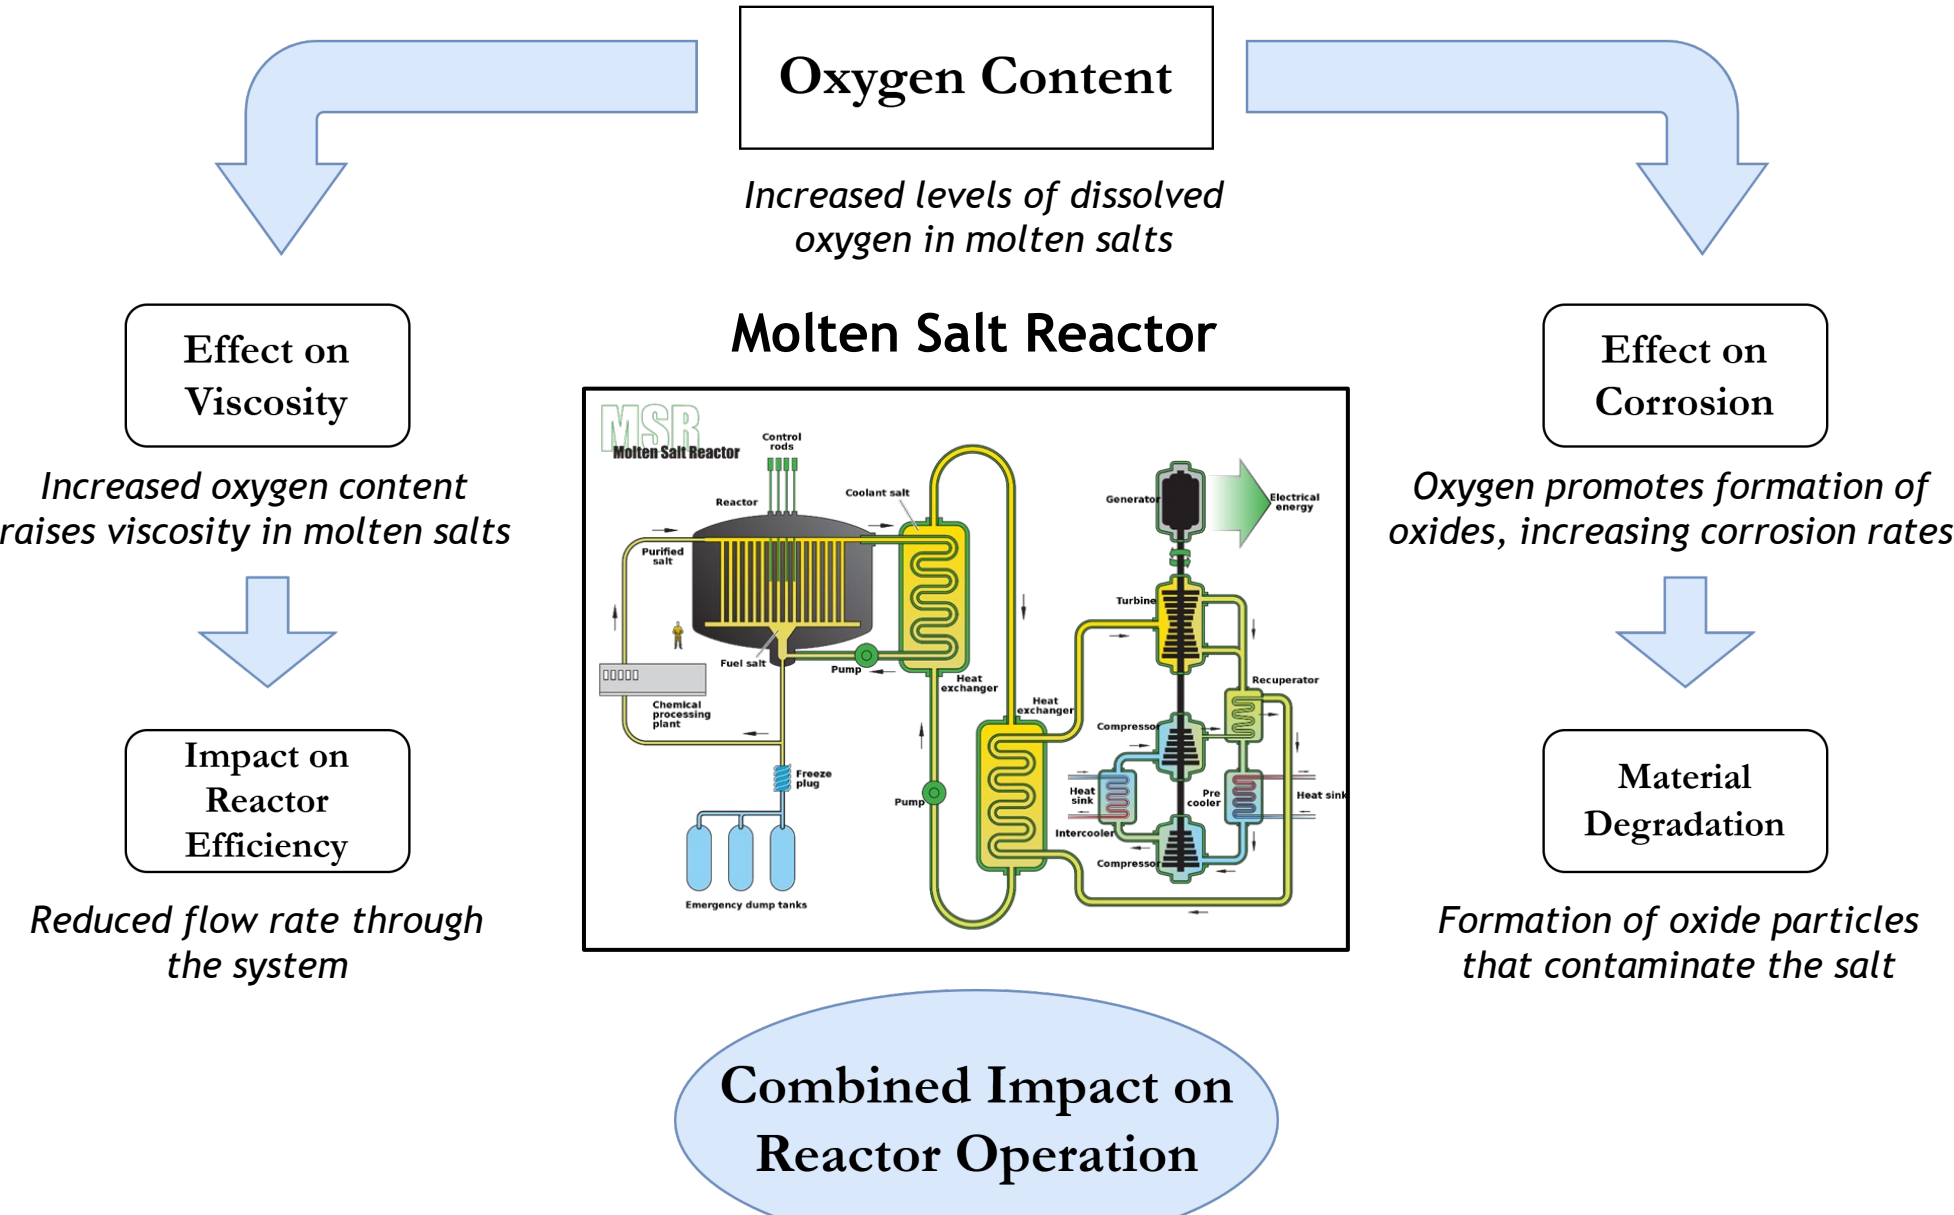 Oxygen Content
Increased levels of dissolved
oxygen in molten salts
Effect on
Viscosity
Increased oxygen content
raises viscosity in molten salts
Impact on
Reactor
Efficiency
Reduced flow rate through
the system
Molten Salt Reactor
MSR
Molten Salt Reactor
Control
rods
Reactor
Coolant salt
Purified
salt
Fuel salt
Pump
Heat
exchanger
Chemical
processing
plant
Freeze
plug
Emergency dump tanks
Pump
Heat
exchanger
Generator
Electrical
energy
Turbine
Recuperator
Compressor
Heat
sink
Pre
cooler
Heat sink
Intercooler
Compressor
Effect on
Corrosion
Oxygen promotes formation of
oxides, increasing corrosion rates
Material
Degradation
Formation of oxide particles
that contaminate the salt
Combined Impact on
Reactor Operation